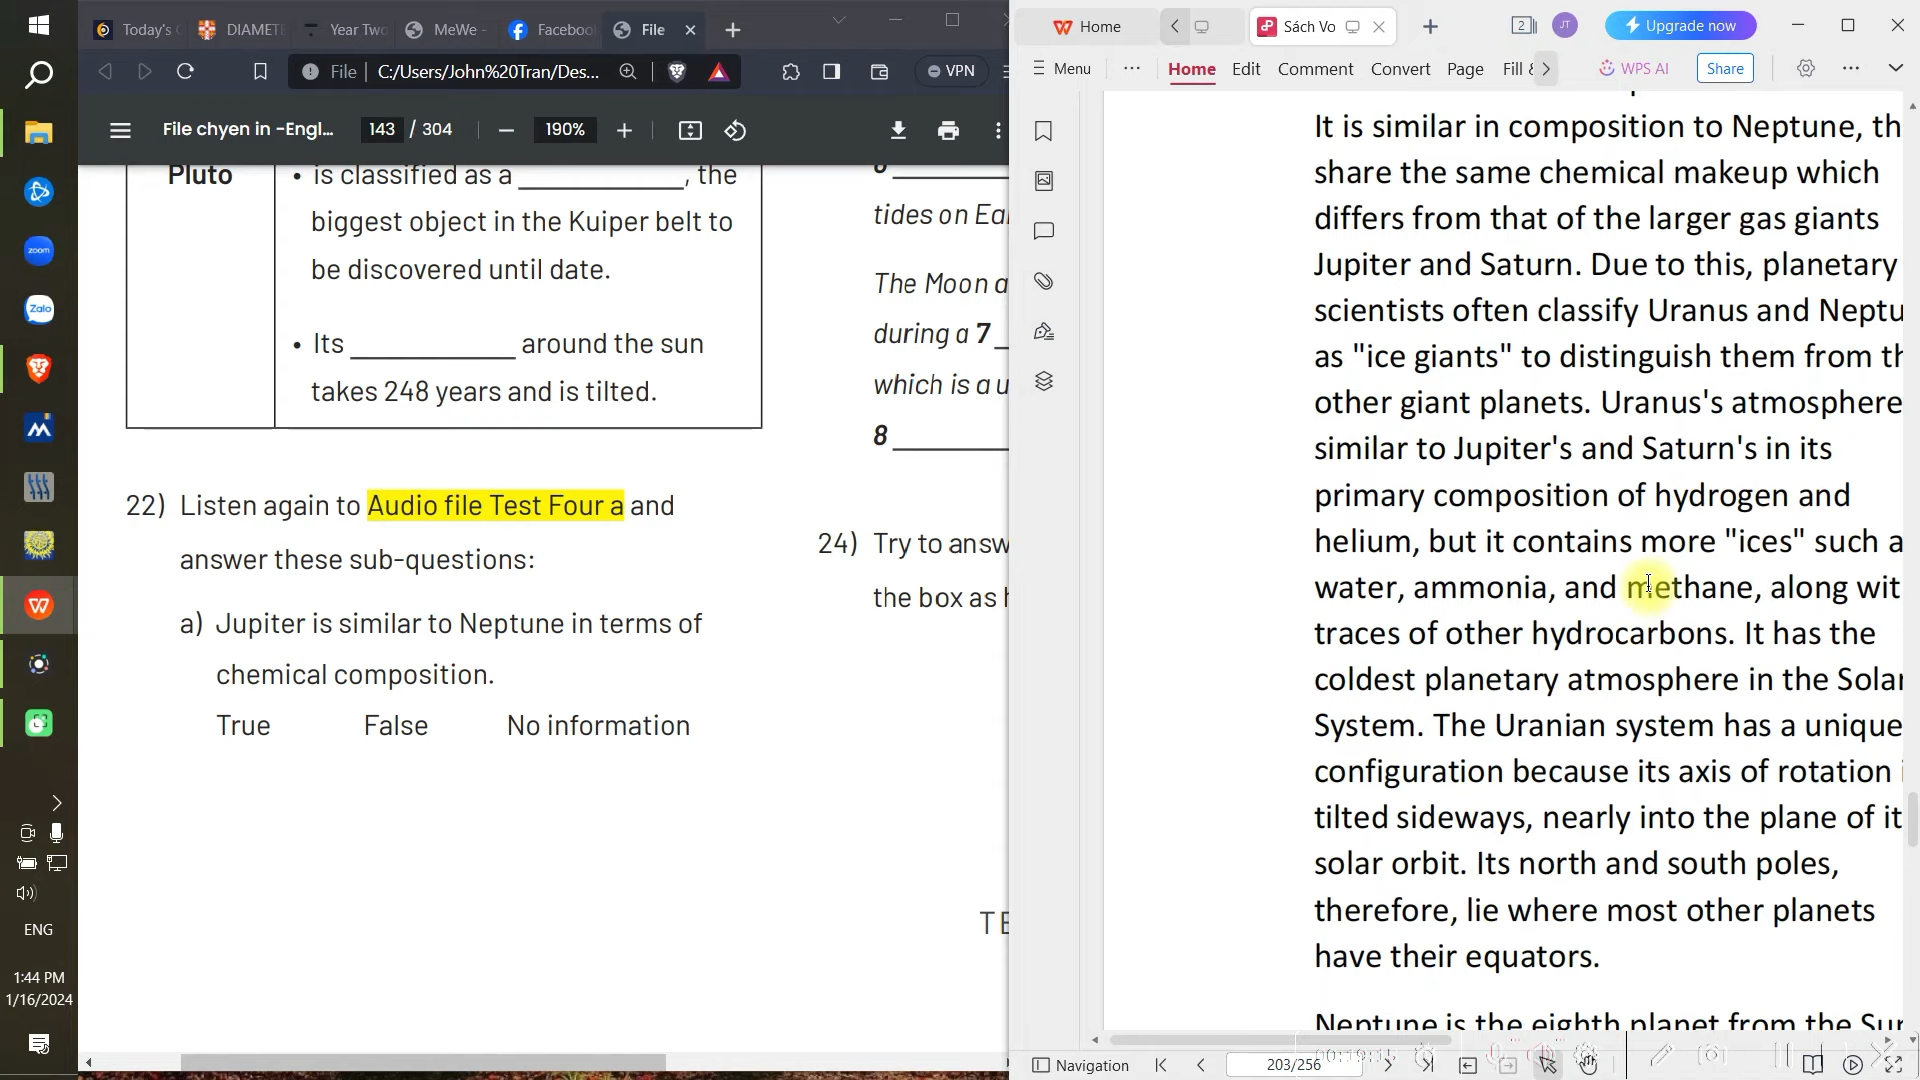 Today's
DIAMETE
Year Two
MeWe -
Faceboo
File
File
C:/Users/John%20Tran/Des...
VPN
File chyen in -Engl...
143 / 304
190%
Pluto
• is classified as a ____________, the
biggest object in the Kuiper belt to
be discovered until date.
• Its ____________ around the sun
takes 248 years and is tilted.
22) Listen again to Audio file Test Four a and
answer these sub-questions:
a) Jupiter is similar to Neptune in terms of
chemical composition.
True False No information
tides on Ea
The Moon a
during a 7
which is a u
8
24) Try to answ
the box as h
TE
Home
Sách Vo
2
JT
Upgrade now
Menu
Home Edit Comment Convert Page Fill &
WPS AI
Share
It is similar in composition to Neptune, th
share the same chemical makeup which
differs from that of the larger gas giants
Jupiter and Saturn. Due to this, planetary
scientists often classify Uranus and Neptu
as "ice giants" to distinguish them from th
other giant planets. Uranus's atmosphere
similar to Jupiter's and Saturn's in its
primary composition of hydrogen and
helium, but it contains more "ices" such a
water, ammonia, and methane, along wit
traces of other hydrocarbons. It has the
coldest planetary atmosphere in the Solar
System. The Uranian system has a unique
configuration because its axis of rotation i
tilted sideways, nearly into the plane of it
solar orbit. Its north and south poles,
therefore, lie where most other planets
have their equators.
Neptune is the eighth planet from the Sun
Navigation
203/256
zoom
Zalo
ENG
1:44 PM
1/16/2024